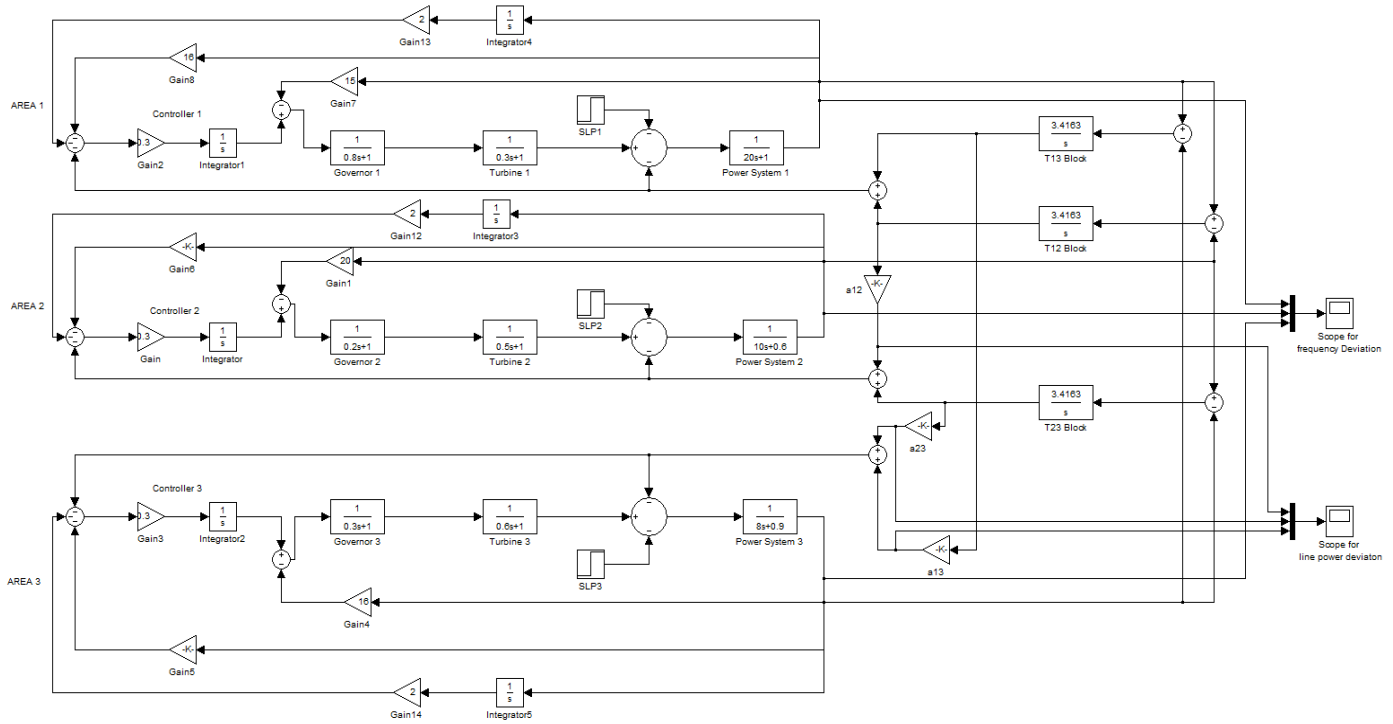 2
1
s
Gain13
Integrator4
16
Gain8
15
Gain7
AREA 1
Controller 1
0.3
Gain2
1
s
Integrator1
1
0.8s+1
Governor 1
1
0.3s+1
Turbine 1
SLP1
1
20s+1
Power System 1
3.4163
s
T13 Block
2
1
s
Gain12
Integrator3
-K-
Gain6
20
Gain1
3.4163
s
T12 Block
a12
-K-
AREA 2
Controller 2
0.3
Gain
1
s
Integrator
1
0.2s+1
Governor 2
1
0.5s+1
Turbine 2
SLP2
1
10s+0.6
Power System 2
Scope for
frequency Deviation
3.4163
s
T23 Block
-K-
a23
Controller 3
0.3
Gain3
1
s
Integrator2
1
0.3s+1
Governor 3
1
0.6s+1
Turbine 3
SLP3
1
8s+0.9
Power System 3
-K-
a13
Scope for
line power deviaton
AREA 3
16
Gain4
-K-
Gain5
2
1
s
Gain14
Integrator5